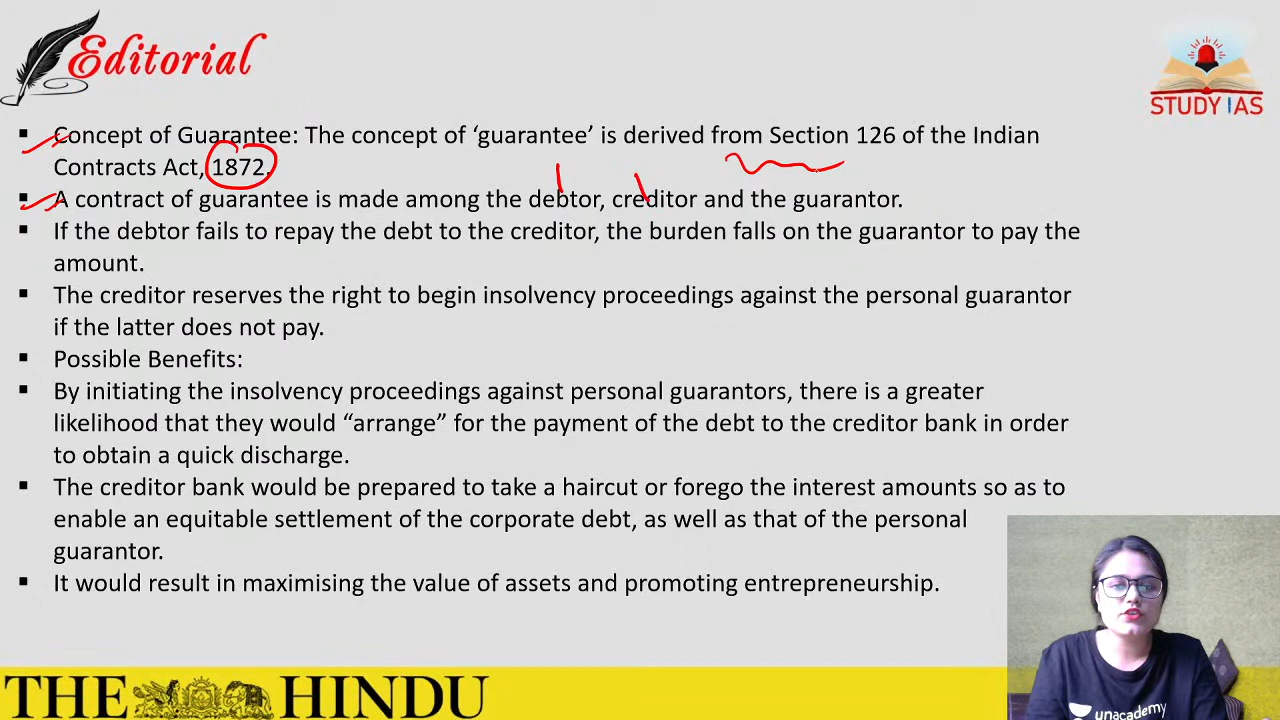 Editorial
STUDY IAS
▪ Concept of Guarantee: The concept of ‘guarantee’ is derived from Section 126 of the Indian
Contracts Act, 1872.
▪ A contract of guarantee is made among the debtor, creditor and the guarantor.
▪ If the debtor fails to repay the debt to the creditor, the burden falls on the guarantor to pay the
amount.
▪ The creditor reserves the right to begin insolvency proceedings against the personal guarantor
if the latter does not pay.
▪ Possible Benefits:
▪ By initiating the insolvency proceedings against personal guarantors, there is a greater
likelihood that they would “arrange” for the payment of the debt to the creditor bank in order
to obtain a quick discharge.
▪ The creditor bank would be prepared to take a haircut or forego the interest amounts so as to
enable an equitable settlement of the corporate debt, as well as that of the personal
guarantor.
▪ It would result in maximising the value of assets and promoting entrepreneurship.
THE HINDU
unacademy